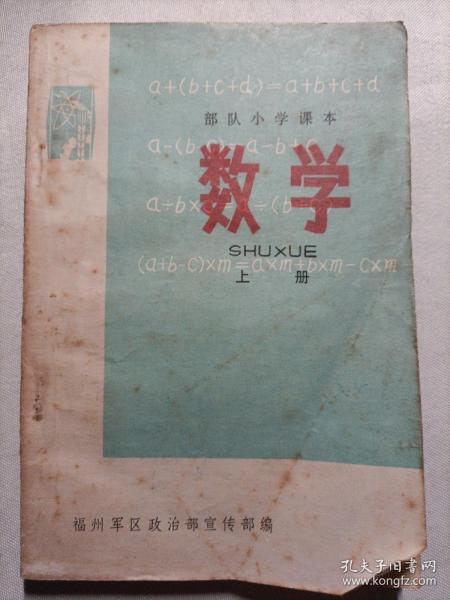 a+(b+c+d)=a+b+c+d
部队小学课本
a-(b-c)=a-b+c
数学
a÷b×c=a÷(b
SHUXUE
(a+b-c)×m=a×m+b×m-c×m
上册
福州军区政治部宣传部编
孔夫子旧书网
www.kongfz.com